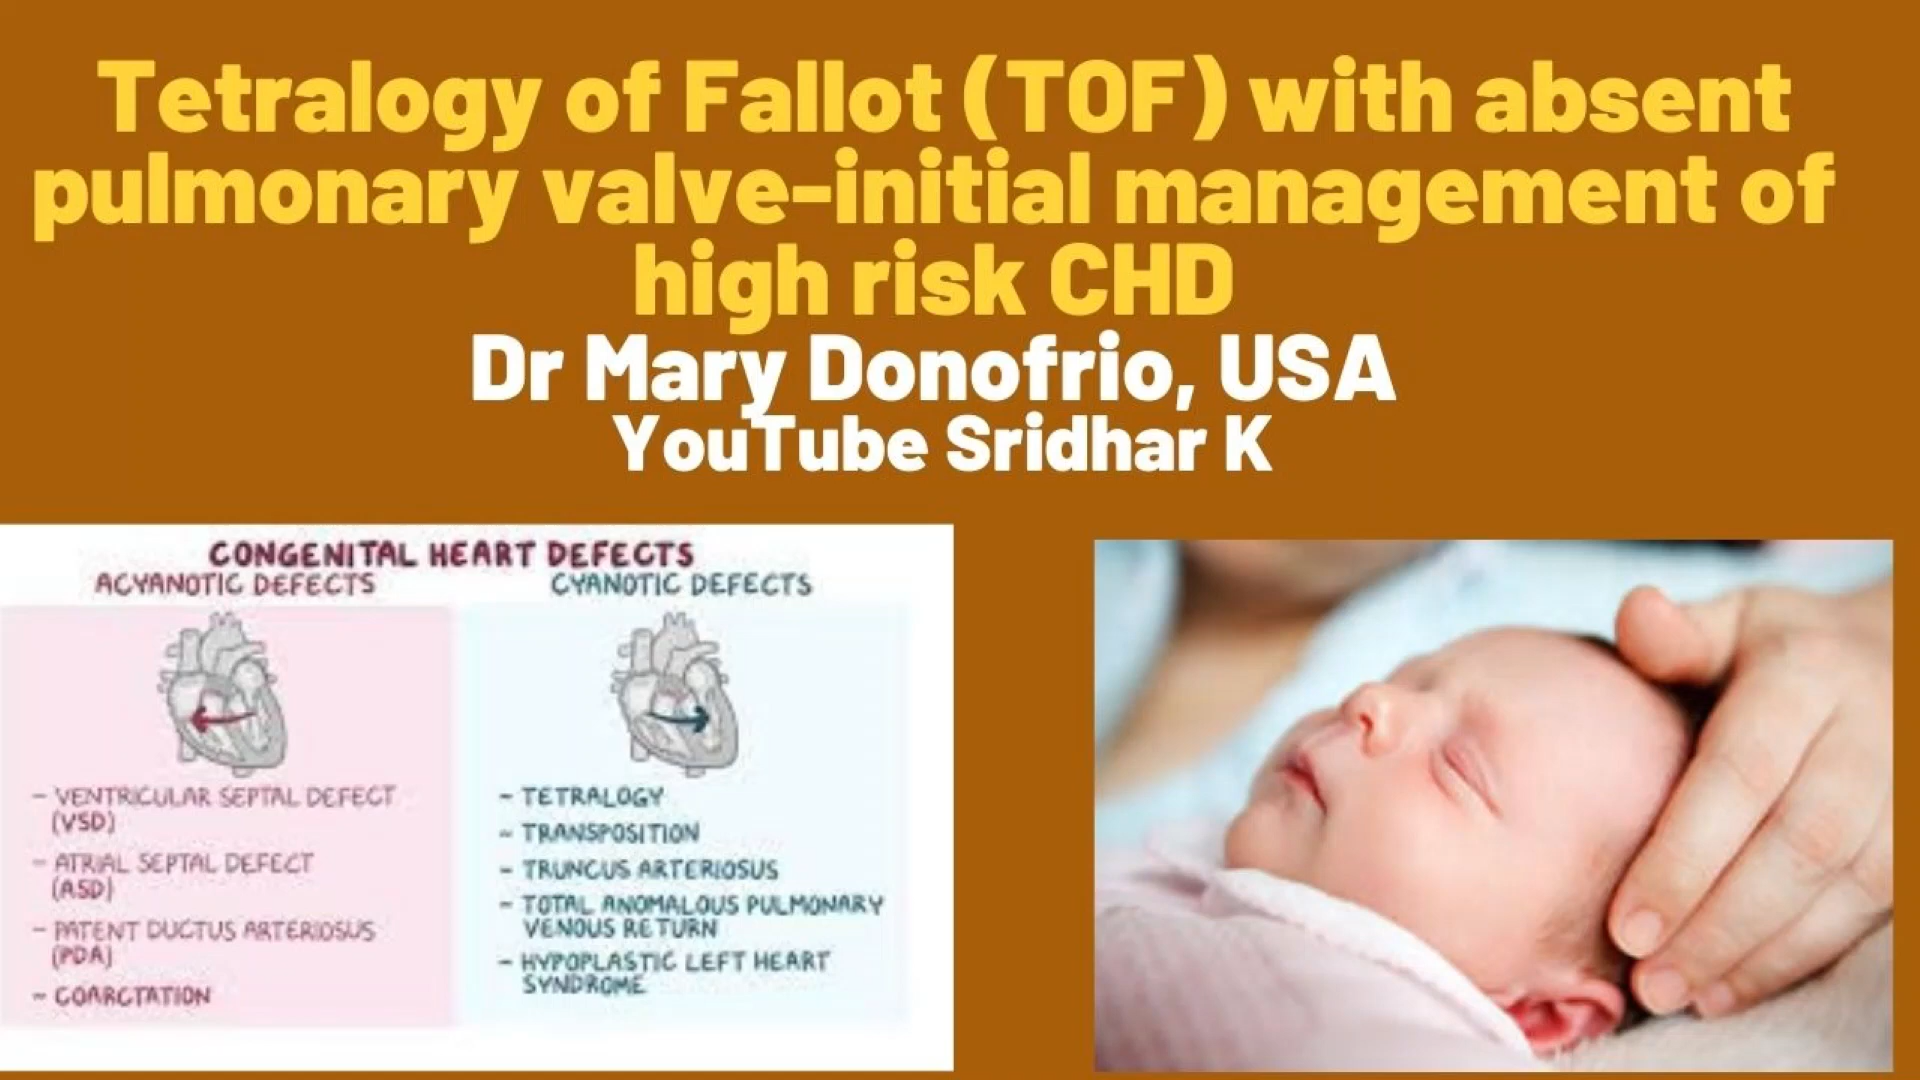 Tetralogy of Fallot (TOF) with absent
pulmonary valve-initial management of
high risk CHD
Dr Mary Donofrio, USA
YouTube Sridhar K
CONGENITAL HEART DEFECTS
ACYANOTIC DEFECTS
- VENTRICULAR SEPTAL DEFECT
(VSD)
- ATRIAL SEPTAL DEFECT
(ASD)
- PATENT DUCTUS ARTERIOSUS
(PDA)
- COARCTATION
CYANOTIC DEFECTS
- TETRALOGY
- TRANSPOSITION
- TRUNCUS ARTERIOSUS
- TOTAL ANOMALOUS PULMONARY
VENOUS RETURN
- HYPOPLASTIC LEFT HEART
SYNDROME